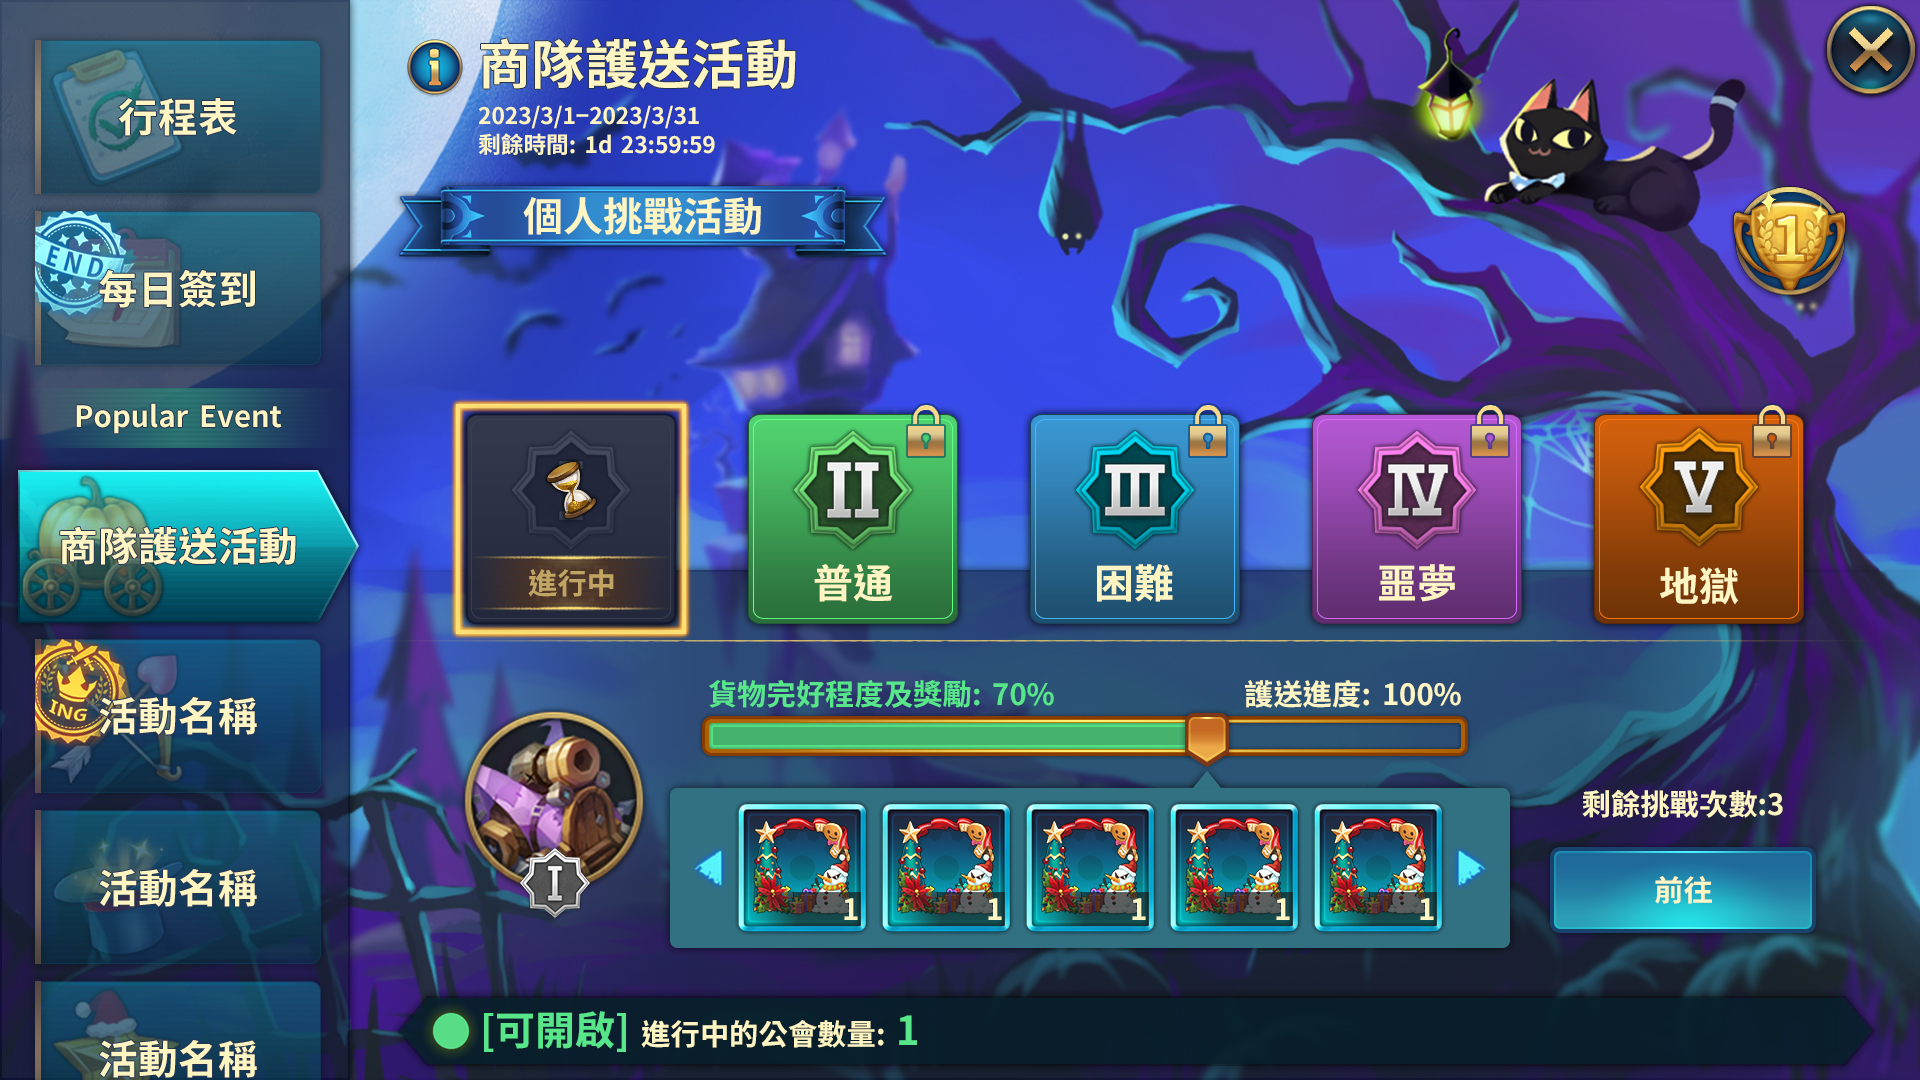 行程表
END
每日簽到
Popular Event
商隊護送活動
ING
活動名稱
活動名稱
活動名稱
商隊護送活動
2023/3/1-2023/3/31
剩餘時間: 1d 23:59:59
個人挑戰活動
1
進行中
II
普通
III
困難
IV
噩夢
V
地獄
貨物完好程度及獎勵: 70%
護送進度: 100%
I
1
1
1
1
1
剩餘挑戰次數:3
前往
[可開啟] 進行中的公會數量: 1